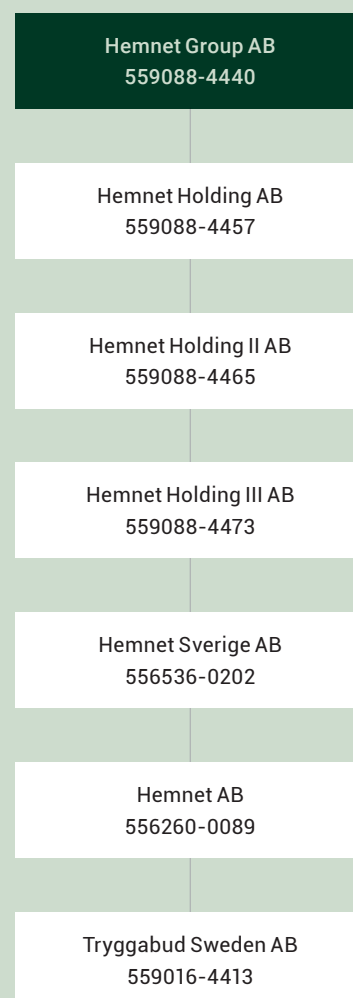 Hemnet Group AB
559088-4440
Hemnet Holding AB
559088-4457
Hemnet Holding II AB
559088-4465
Hemnet Holding III AB
559088-4473
Hemnet Sverige AB
556536-0202
Hemnet AB
556260-0089
Tryggabud Sweden AB
559016-4413